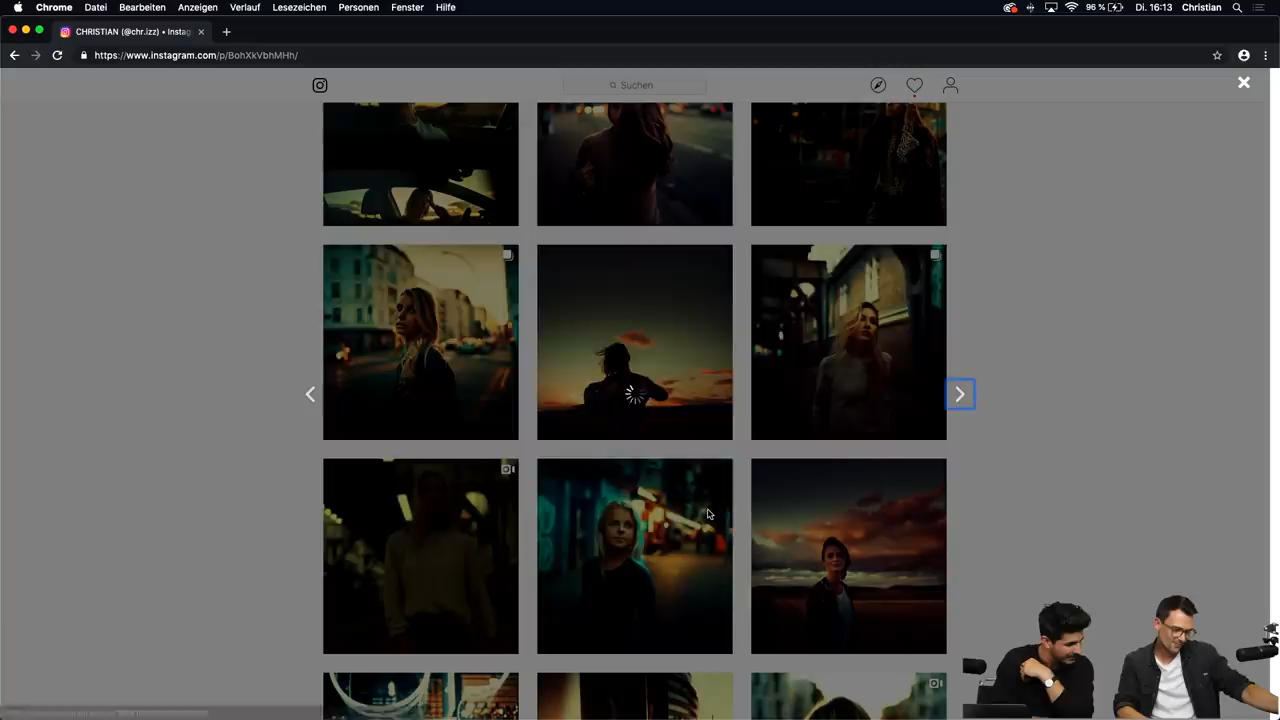 Chrome Datei Bearbeiten Anzeigen Verlauf Lesezeichen Personen Fenster Hilfe 96 % Di. 16:13 Christian
CHRISTIAN (@chr.izz) • Instag
https://www.instagram.com/p/BohXkVbhMHh/
Suchen